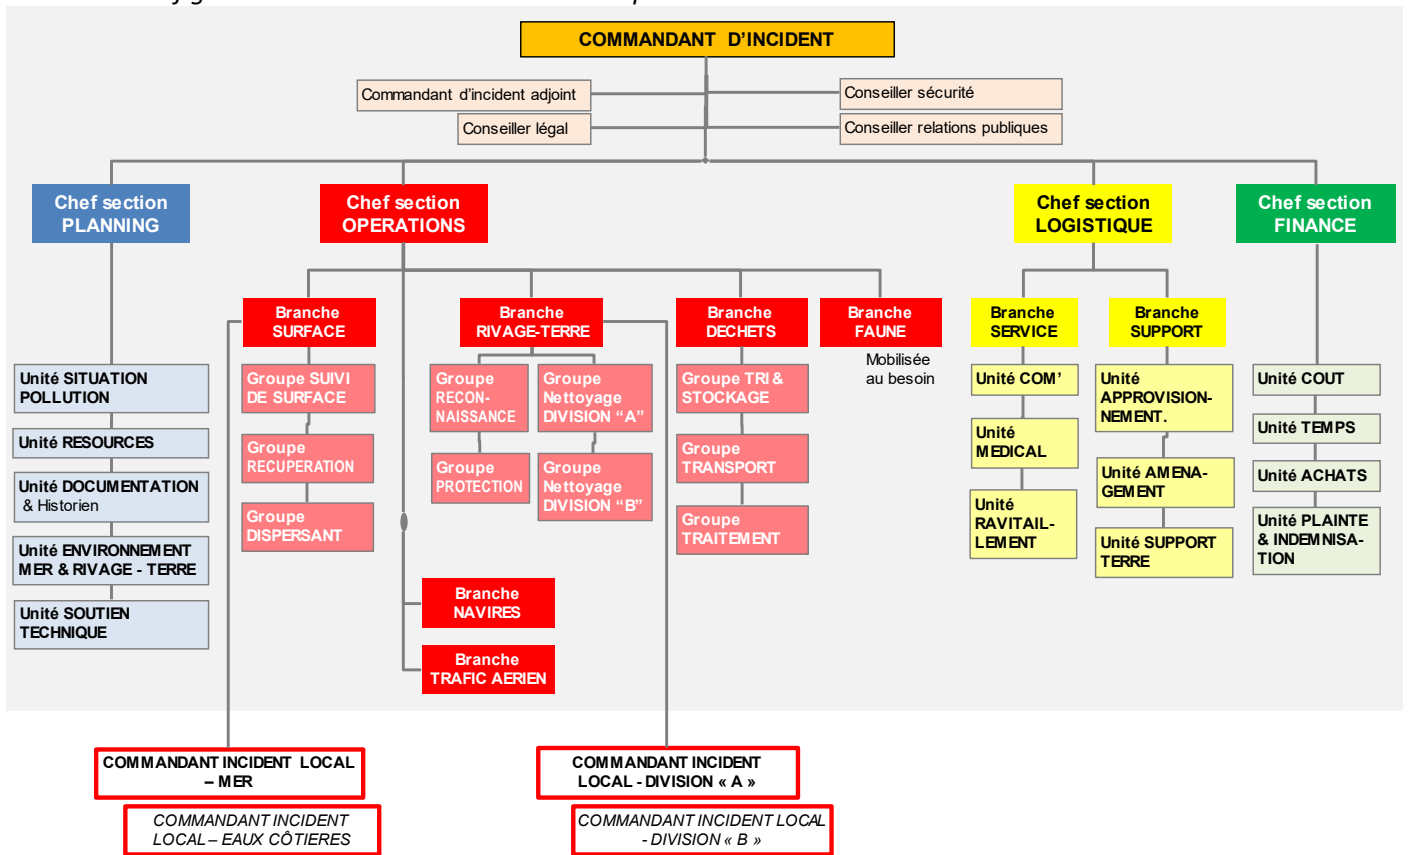 COMMANDANT D’INCIDENT
Commandant d’incident adjoint
Conseiller sécurité
Conseiller légal
Conseiller relations publiques
Chef section
PLANNING
Chef section
OPERATIONS
Chef section
LOGISTIQUE
Chef section
FINANCE
Branche
SURFACE
Branche
RIVAGE-TERRE
Branche
DECHETS
Branche
FAUNE
Mobilisée
au besoin
Branche
SERVICE
Branche
SUPPORT
Unité SITUATION
POLLUTION
Unité RESOURCES
Unité DOCUMENTATION
& Historien
Unité ENVIRONNEMENT
MER & RIVAGE - TERRE
Unité SOUTIEN
TECHNIQUE
Groupe SUIVI
DE SURFACE
Groupe
RECUPERATION
Groupe
DISPERSANT
Groupe
RECON-
NAISSANCE
Groupe
PROTECTION
Groupe
Nettoyage
DIVISION “A”
Groupe
Nettoyage
DIVISION “B”
Groupe TRI &
STOCKAGE
Groupe
TRANSPORT
Groupe
TRAITEMENT
Unité COM’
Unité
MEDICAL
Unité
RAVITAIL-
LEMENT
Unité
APPROVISION-
NEMENT.
Unité AMENA-
GEMENT
Unité SUPPORT
TERRE
Unité COUT
Unité TEMPS
Unité ACHATS
Unité PLAINTE
& INDEMNISA-
TION
Branche
NAVIRES
Branche
TRAFIC AERIEN
COMMANDANT INCIDENT LOCAL
– MER
COMMANDANT INCIDENT
LOCAL – EAUX CÔTIERES
COMMANDANT INCIDENT
LOCAL - DIVISION « A »
COMMANDANT INCIDENT LOCAL
- DIVISION « B »